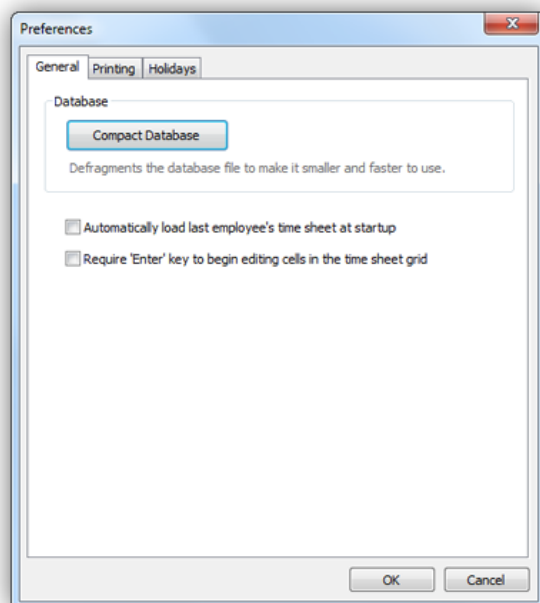 Preferences
General Printing Holidays
Database
Compact Database
Defragments the database file to make it smaller and faster to use.
Automatically load last employee's time sheet at startup
Require 'Enter' key to begin editing cells in the time sheet grid
OK Cancel